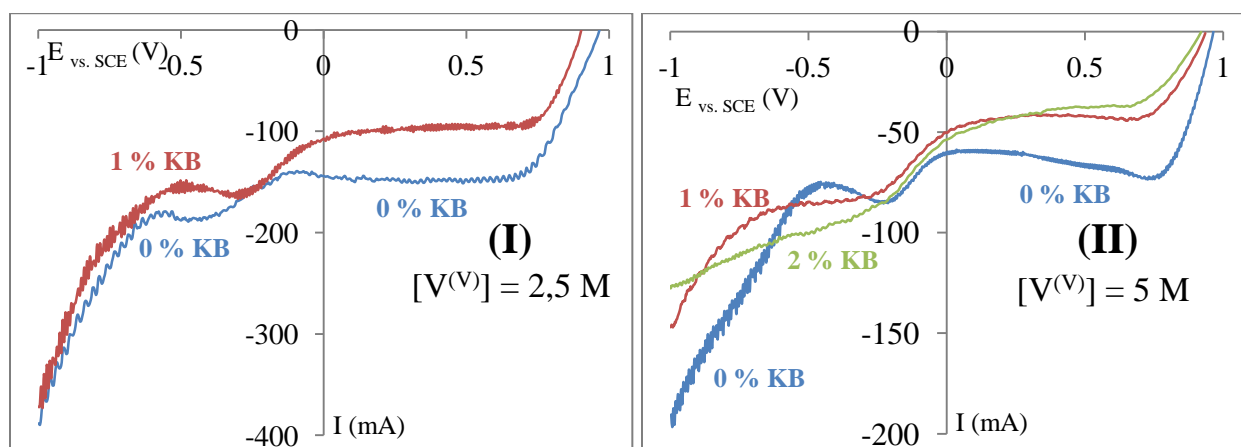 E vs. SCE (V)
0
-1
-0.5
0
0.5
1
-100
1 % KB
0 % KB
-200
0 % KB
(I)
[V(V)] = 2,5 M
-300
I (mA)
-400
0
-1
-0.5
0
0.5
1
E vs. SCE (V)
-50
1 % KB
0 % KB
-100
2 % KB
(II)
[V(V)] = 5 M
-150
0 % KB
I (mA)
-200